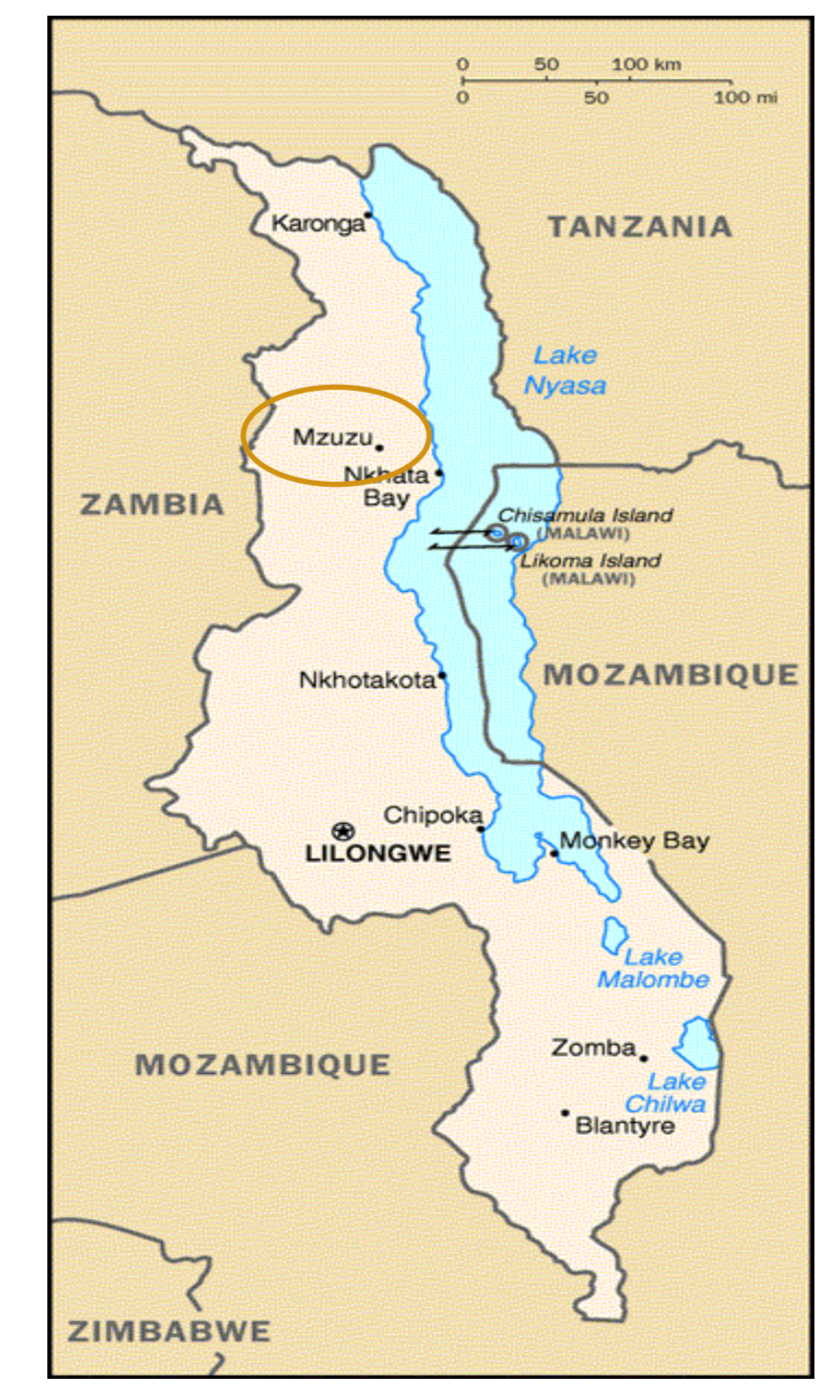 0 50 100 km
0 50 100 mi
Karonga
TANZANIA
Lake
Nyasa
Mzuzu
Nkhata
Bay
ZAMBIA
Chisamula Island
(MALAWI)
Likoma Island
(MALAWI)
Nkhotakota
MOZAMBIQUE
Chipoka
LILONGWE
Monkey Bay
Lake
Malombe
MOZAMBIQUE
Zomba
Lake
Chilwa
Blantyre
ZIMBABWE